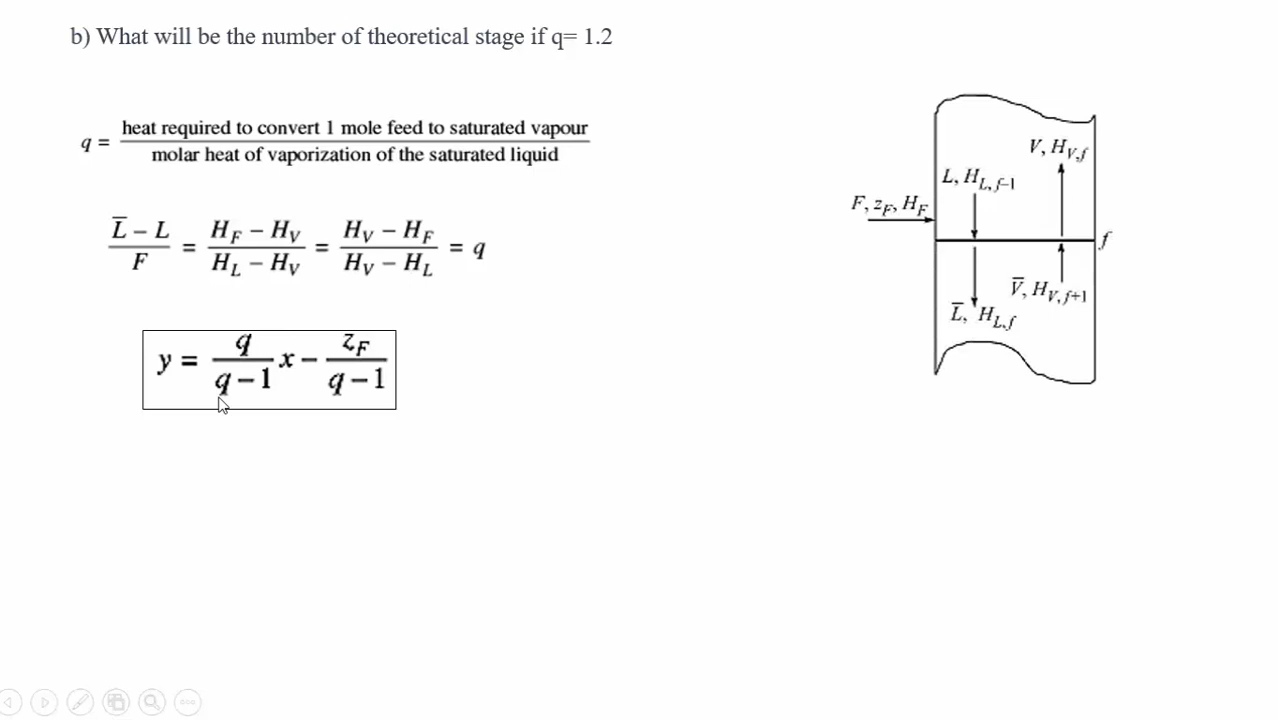 b) What will be the number of theoretical stage if q= 1.2
q = heat required to convert 1 mole feed to saturated vapour / molar heat of vaporization of the saturated liquid
L̅ – L / F = H_F – H_V / H_L – H_V = H_V – H_F / H_V – H_L = q
y = q / q – 1 x – z_F / q – 1
V, H_V,f
L, H_L, f–1
F, z_F, H_F
f
V̅, H_V, f+1
L̅, H_L,f